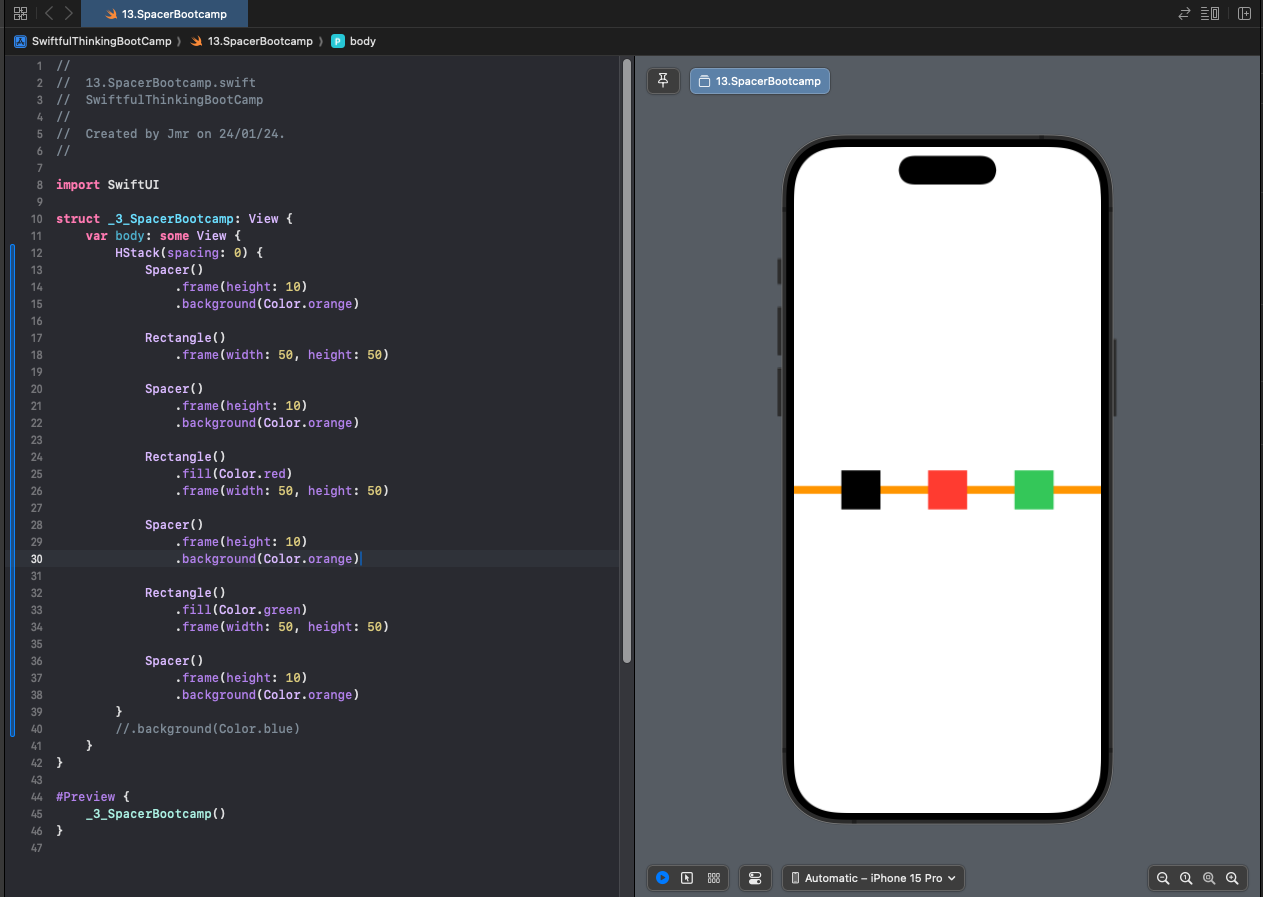 13.SpacerBootcamp
SwiftfulThinkingBootCamp 〉 13.SpacerBootcamp 〉 P body
1 //
2 //  13.SpacerBootcamp.swift
3 //  SwiftfulThinkingBootCamp
4 //
5 //  Created by Jmr on 24/01/24.
6 //
7
8 import SwiftUI
9
10 struct _3_SpacerBootcamp: View {
11     var body: some View {
12         HStack(spacing: 0) {
13             Spacer()
14                 .frame(height: 10)
15                 .background(Color.orange)
16
17             Rectangle()
18                 .frame(width: 50, height: 50)
19
20             Spacer()
21                 .frame(height: 10)
22                 .background(Color.orange)
23
24             Rectangle()
25                 .fill(Color.red)
26                 .frame(width: 50, height: 50)
27
28             Spacer()
29                 .frame(height: 10)
30                 .background(Color.orange)
31
32             Rectangle()
33                 .fill(Color.green)
34                 .frame(width: 50, height: 50)
35
36             Spacer()
37                 .frame(height: 10)
38                 .background(Color.orange)
39         }
40         //.background(Color.blue)
41     }
42 }
43
44 #Preview {
45     _3_SpacerBootcamp()
46 }
47
13.SpacerBootcamp
Automatic – iPhone 15 Pro